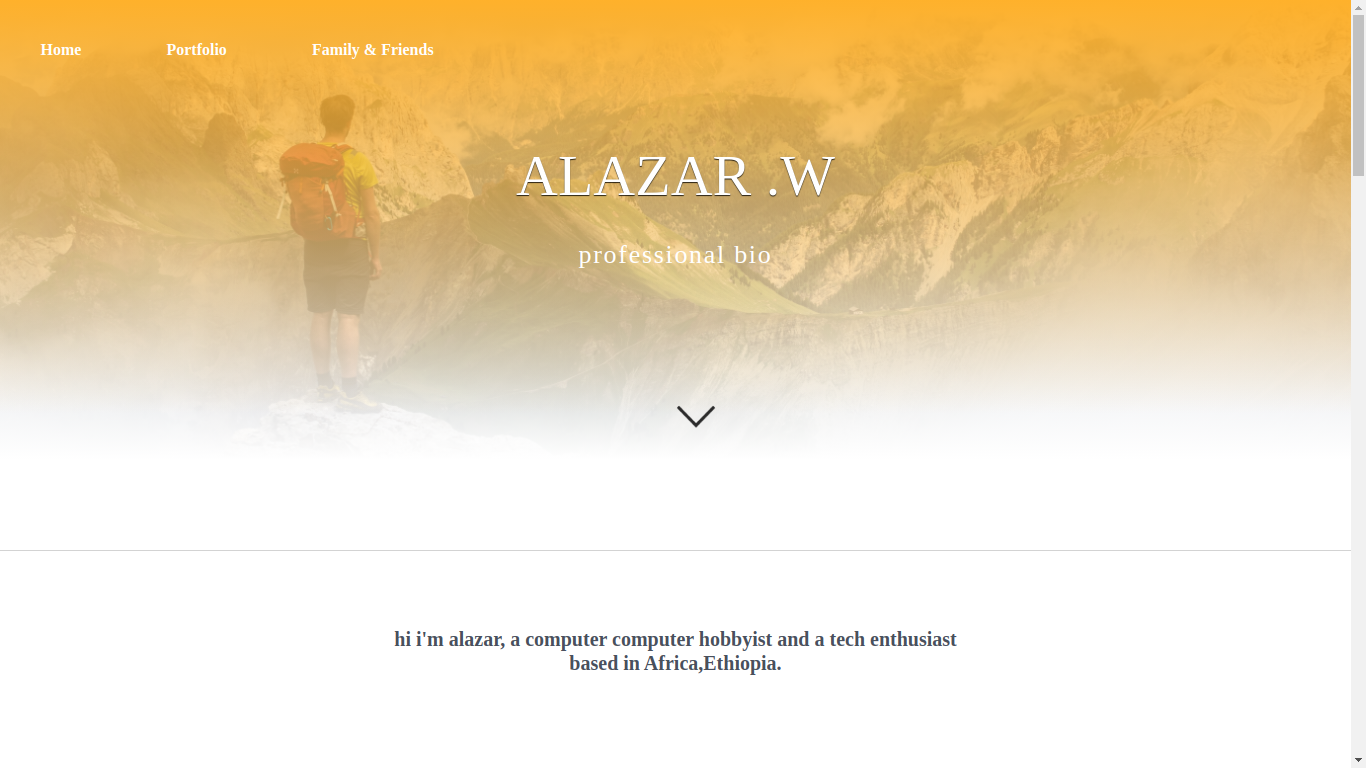 Home Portfolio Family & Friends
ALAZAR .W
professional bio
hi i'm alazar, a computer computer hobbyist and a tech enthusiast
based in Africa,Ethiopia.